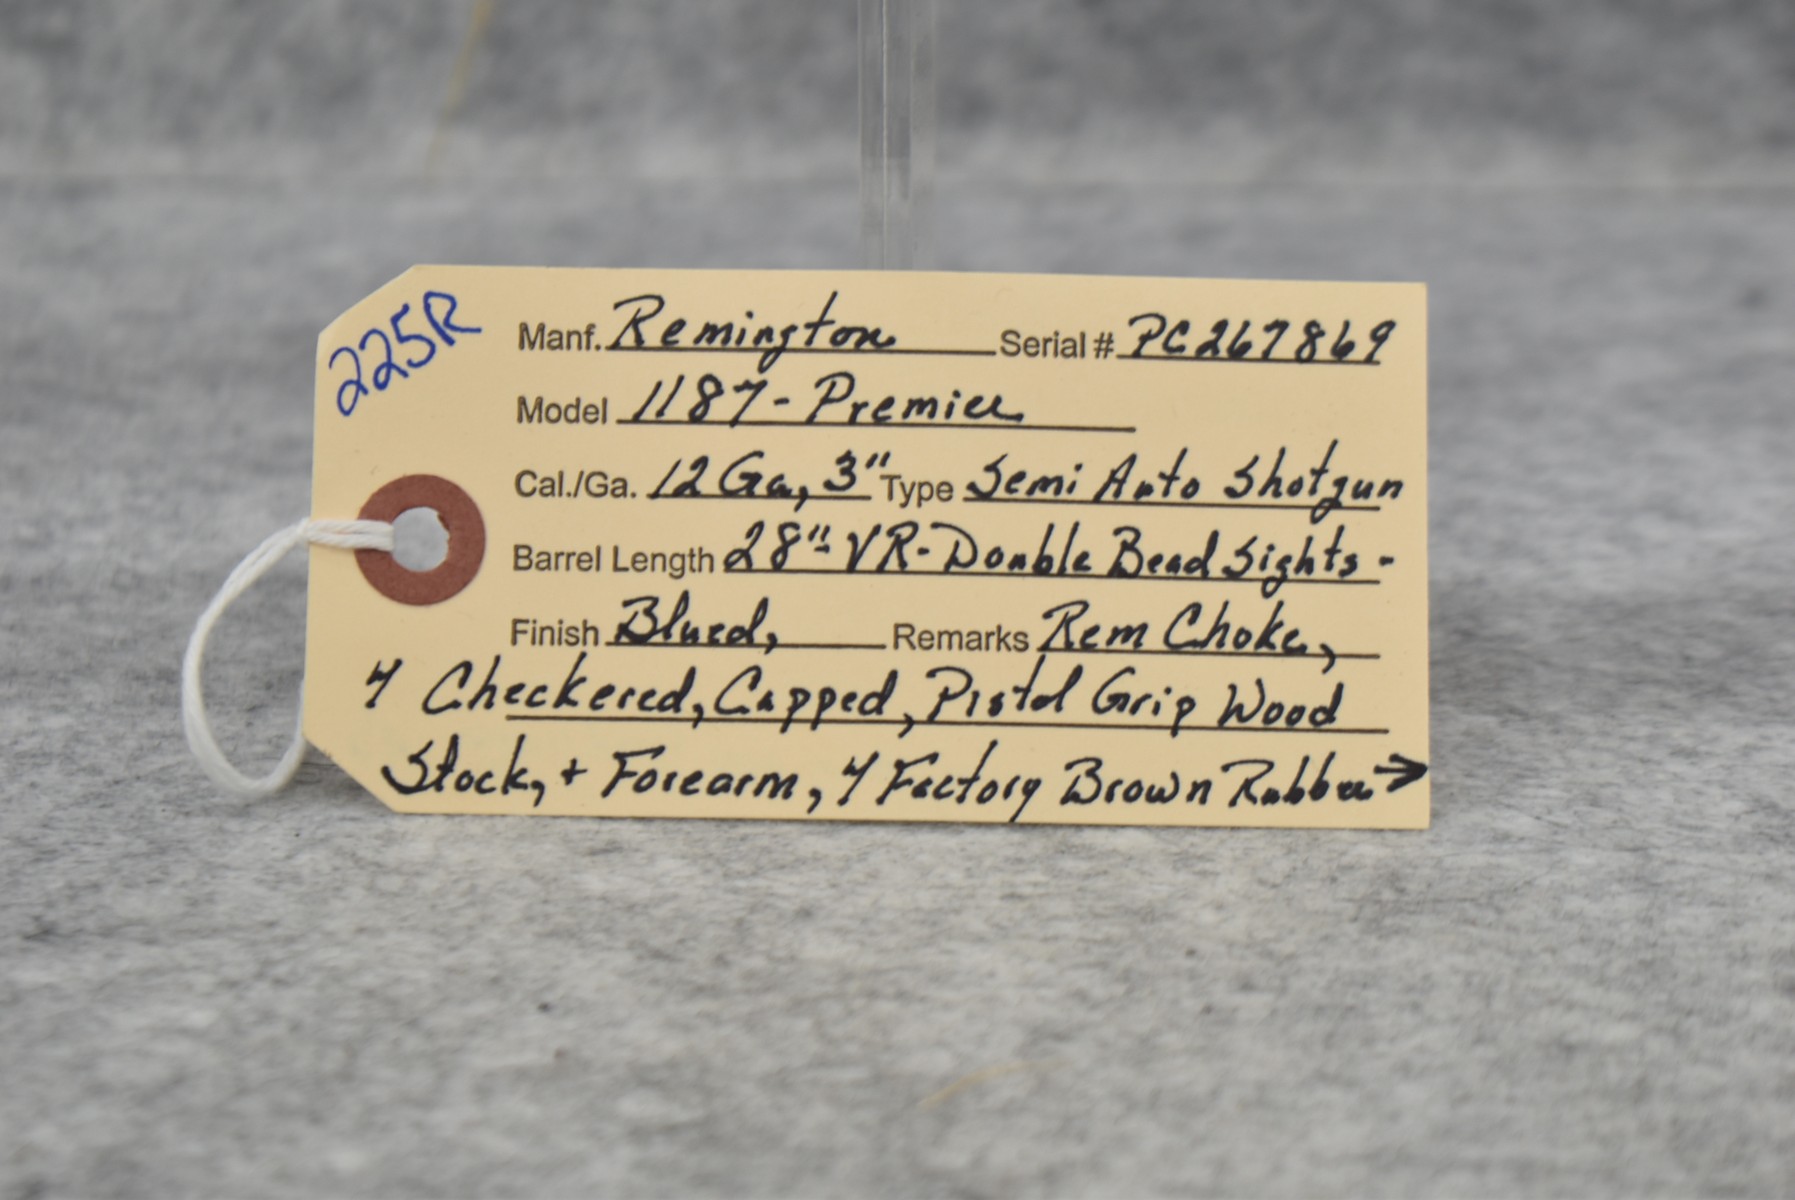 225R
Manf. Remington Serial # PC267869
Model 1187 - Premier
Cal./Ga. 12 Ga, 3" Type Semi Auto Shotgun
Barrel Length 28" - VR - Double Bead Sights -
Finish Blued, Remarks Rem Choke,
Checkered, Capped, Pistol Grip Wood
Stock, + Forearm, Factory Brown Rubber →